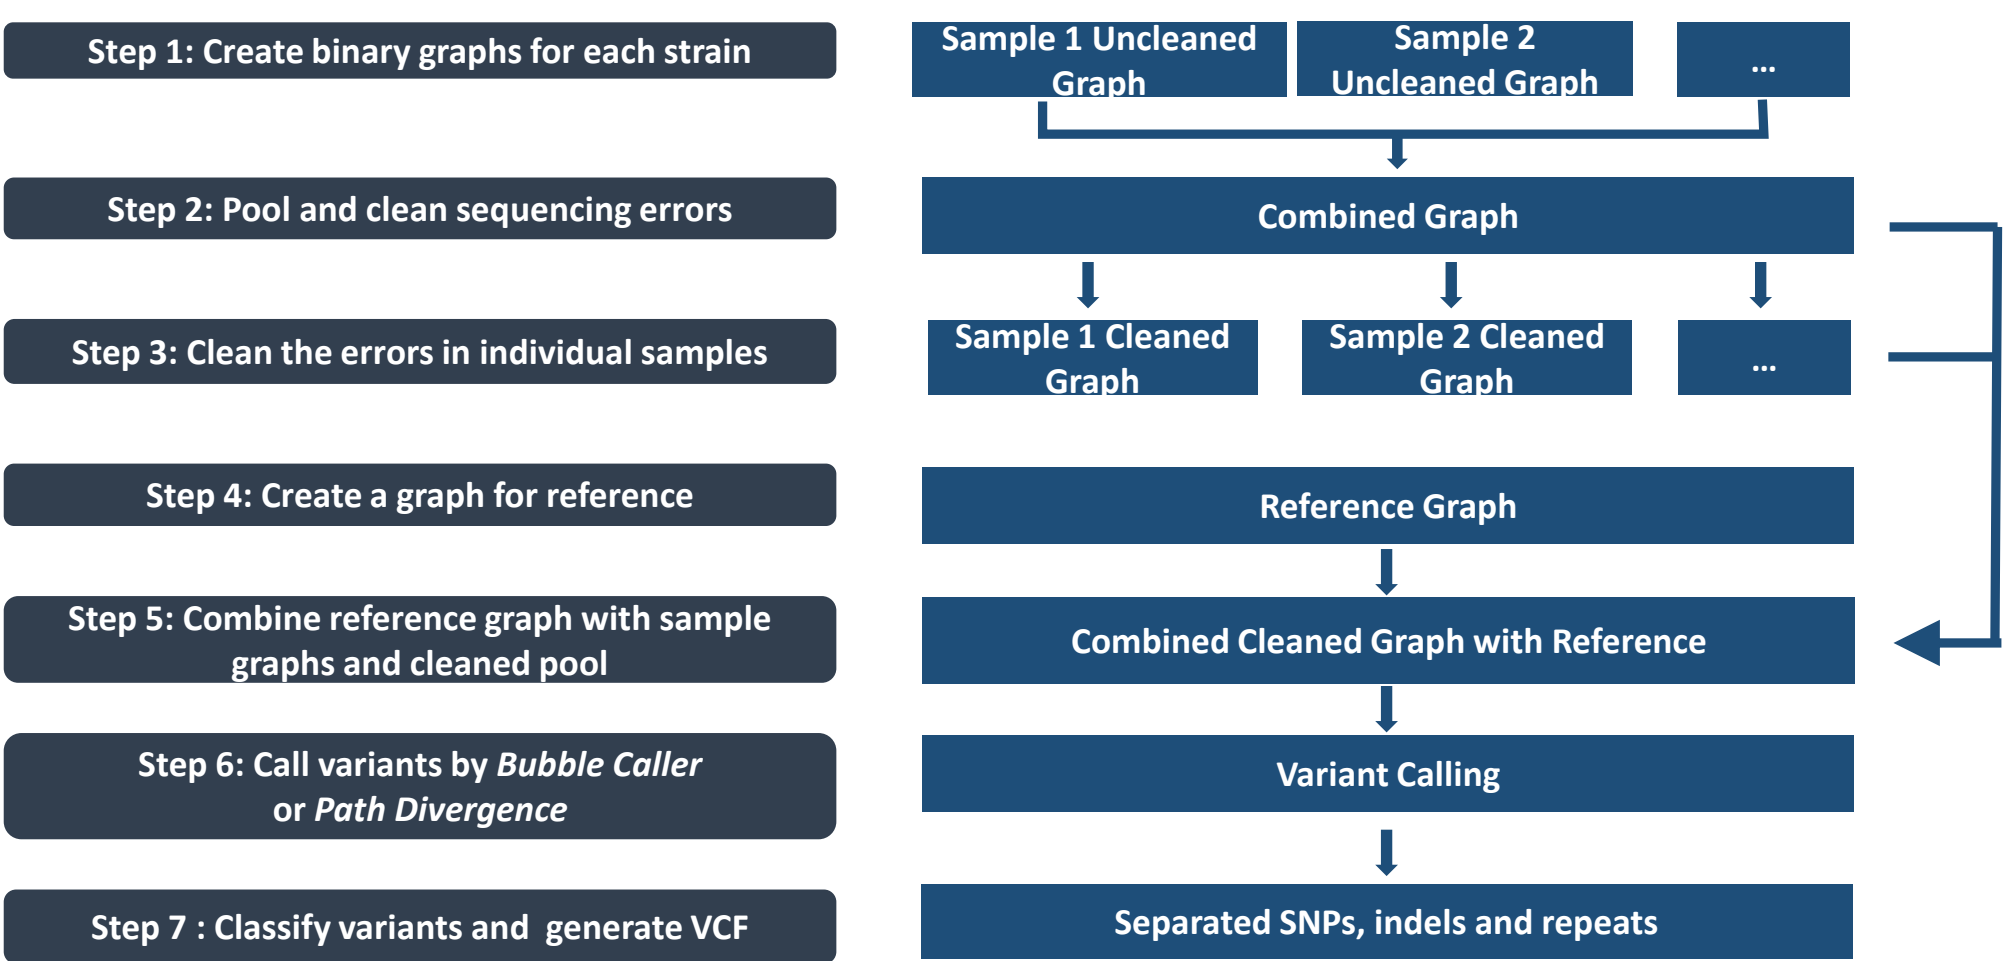 Step 1: Create binary graphs for each strain
Sample 1 Uncleaned
Graph
Sample 2
Uncleaned Graph
...
Step 2: Pool and clean sequencing errors
Combined Graph
Step 3: Clean the errors in individual samples
Sample 1 Cleaned
Graph
Sample 2 Cleaned
Graph
...
Step 4: Create a graph for reference
Reference Graph
Step 5: Combine reference graph with sample
graphs and cleaned pool
Combined Cleaned Graph with Reference
Step 6: Call variants by Bubble Caller
or Path Divergence
Variant Calling
Step 7 : Classify variants and  generate VCF
Separated SNPs, indels and repeats